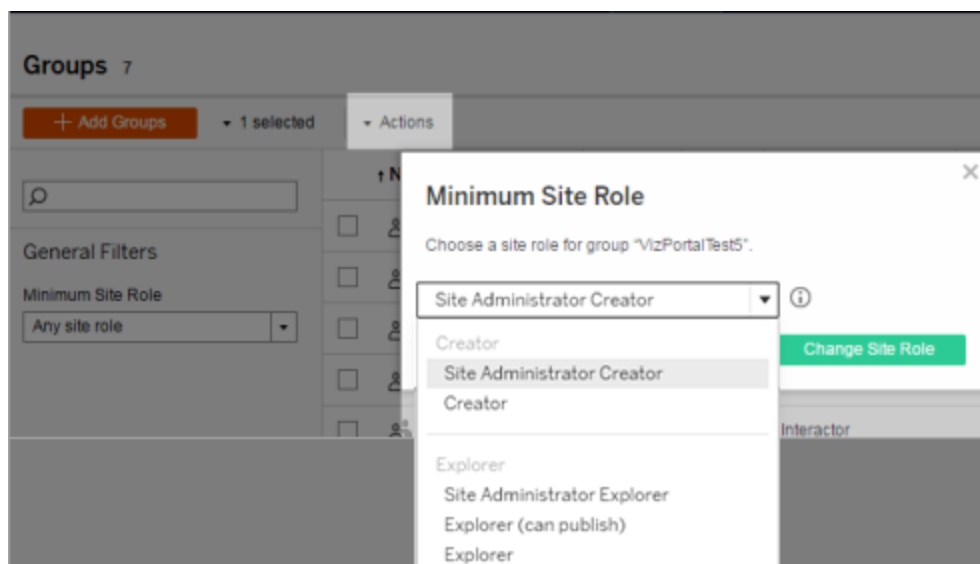 Groups 7
+ Add Groups
1 selected
Actions
↑ N
Minimum Site Role
Choose a site role for group "VizPortalTest5".
General Filters
Minimum Site Role
Any site role
Site Administrator Creator
Change Site Role
Creator
Site Administrator Creator
Creator
Interactor
Explorer
Site Administrator Explorer
Explorer (can publish)
Explorer